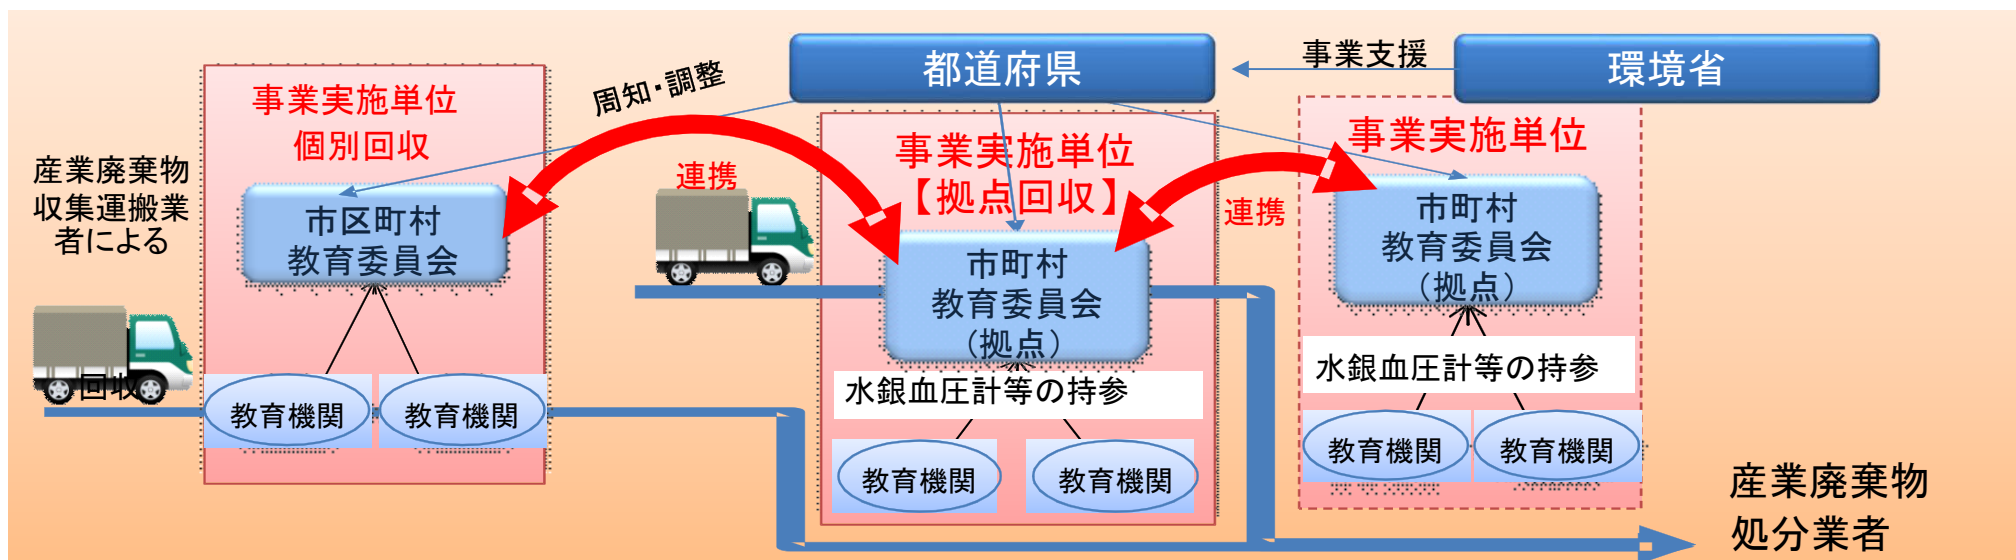 都道府県
事業支援
環境省
周知・調整
事業実施単位
個別回収
産業廃棄物
収集運搬業
者による
回収
市区町村
教育委員会
教育機関
教育機関
連携
事業実施単位
【拠点回収】
市町村
教育委員会
（拠点）
水銀血圧計等の持参
教育機関
教育機関
連携
事業実施単位
市町村
教育委員会
（拠点）
水銀血圧計等の持参
教育機関
教育機関
産業廃棄物
処分業者